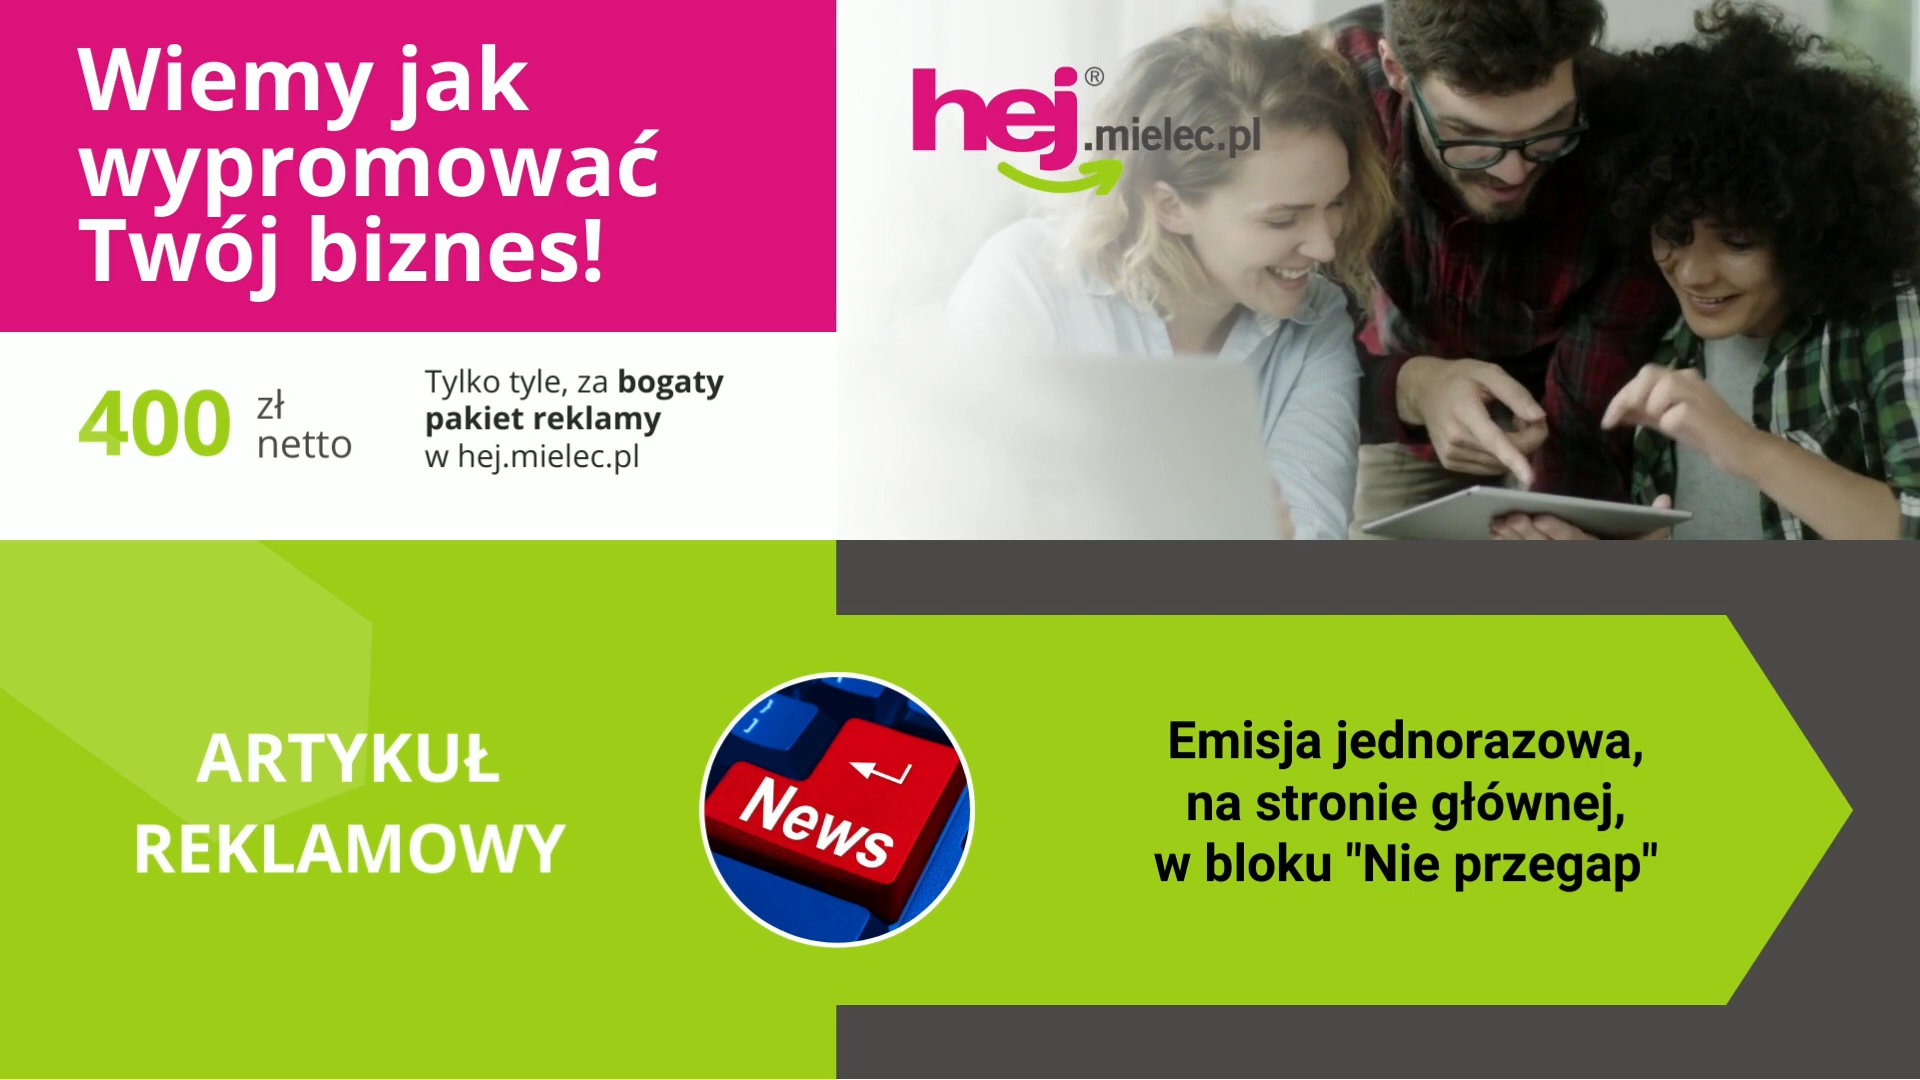 Wiemy jak
wypromować
Twój biznes!
hej®.mielec.pl
400 zł netto
Tylko tyle, za bogaty
pakiet reklamy
w hej.mielec.pl
ARTYKUŁ
REKLAMOWY
News
Emisja jednorazowa,
na stronie głównej,
w bloku "Nie przegap"